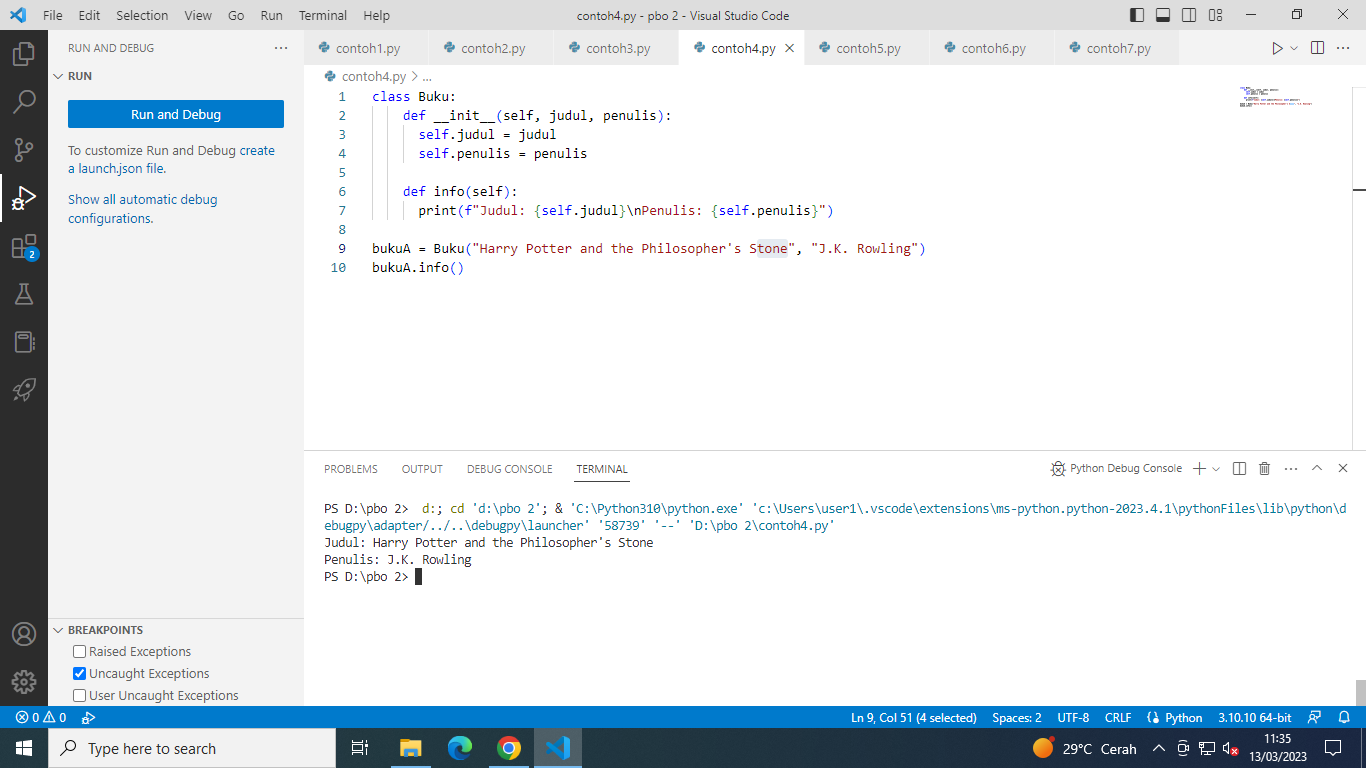 File Edit Selection View Go Run Terminal Help contoh4.py - pbo 2 - Visual Studio Code
RUN AND DEBUG
RUN
Run and Debug
To customize Run and Debug create
a launch.json file.
Show all automatic debug
configurations.
2
BREAKPOINTS
Raised Exceptions
Uncaught Exceptions
User Uncaught Exceptions
contoh1.py contoh2.py contoh3.py contoh4.py contoh5.py contoh6.py contoh7.py
contoh4.py > ...
1 class Buku:
2 def __init__(self, judul, penulis):
3 self.judul = judul
4 self.penulis = penulis
5
6 def info(self):
7 print(f"Judul: {self.judul}\nPenulis: {self.penulis}")
8
9 bukuA = Buku("Harry Potter and the Philosopher's Stone", "J.K. Rowling")
10 bukuA.info()
PROBLEMS OUTPUT DEBUG CONSOLE TERMINAL Python Debug Console
PS D:\pbo 2>  d:; cd 'd:\pbo 2'; & 'C:\Python310\python.exe' 'c:\Users\user1\.vscode\extensions\ms-python.python-2023.4.1\pythonFiles\lib\python\d
ebugpy\adapter/../..\debugpy\launcher' '58739' '--' 'D:\pbo 2\contoh4.py'
Judul: Harry Potter and the Philosopher's Stone
Penulis: J.K. Rowling
PS D:\pbo 2>
0 0 Ln 9, Col 51 (4 selected) Spaces: 2 UTF-8 CRLF Python 3.10.10 64-bit
Type here to search 29°C Cerah 11:35
13/03/2023